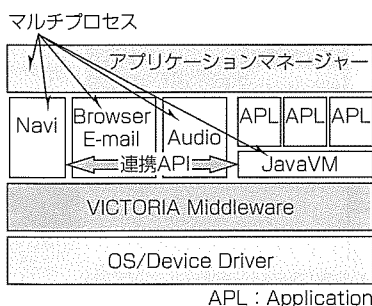 マルチプロセス
アプリケーションマネージャー
Navi
Browser
E-mail
Audio
APL
APL
APL
連携API
JavaVM
VICTORIA Middleware
OS/Device Driver
APL：Application